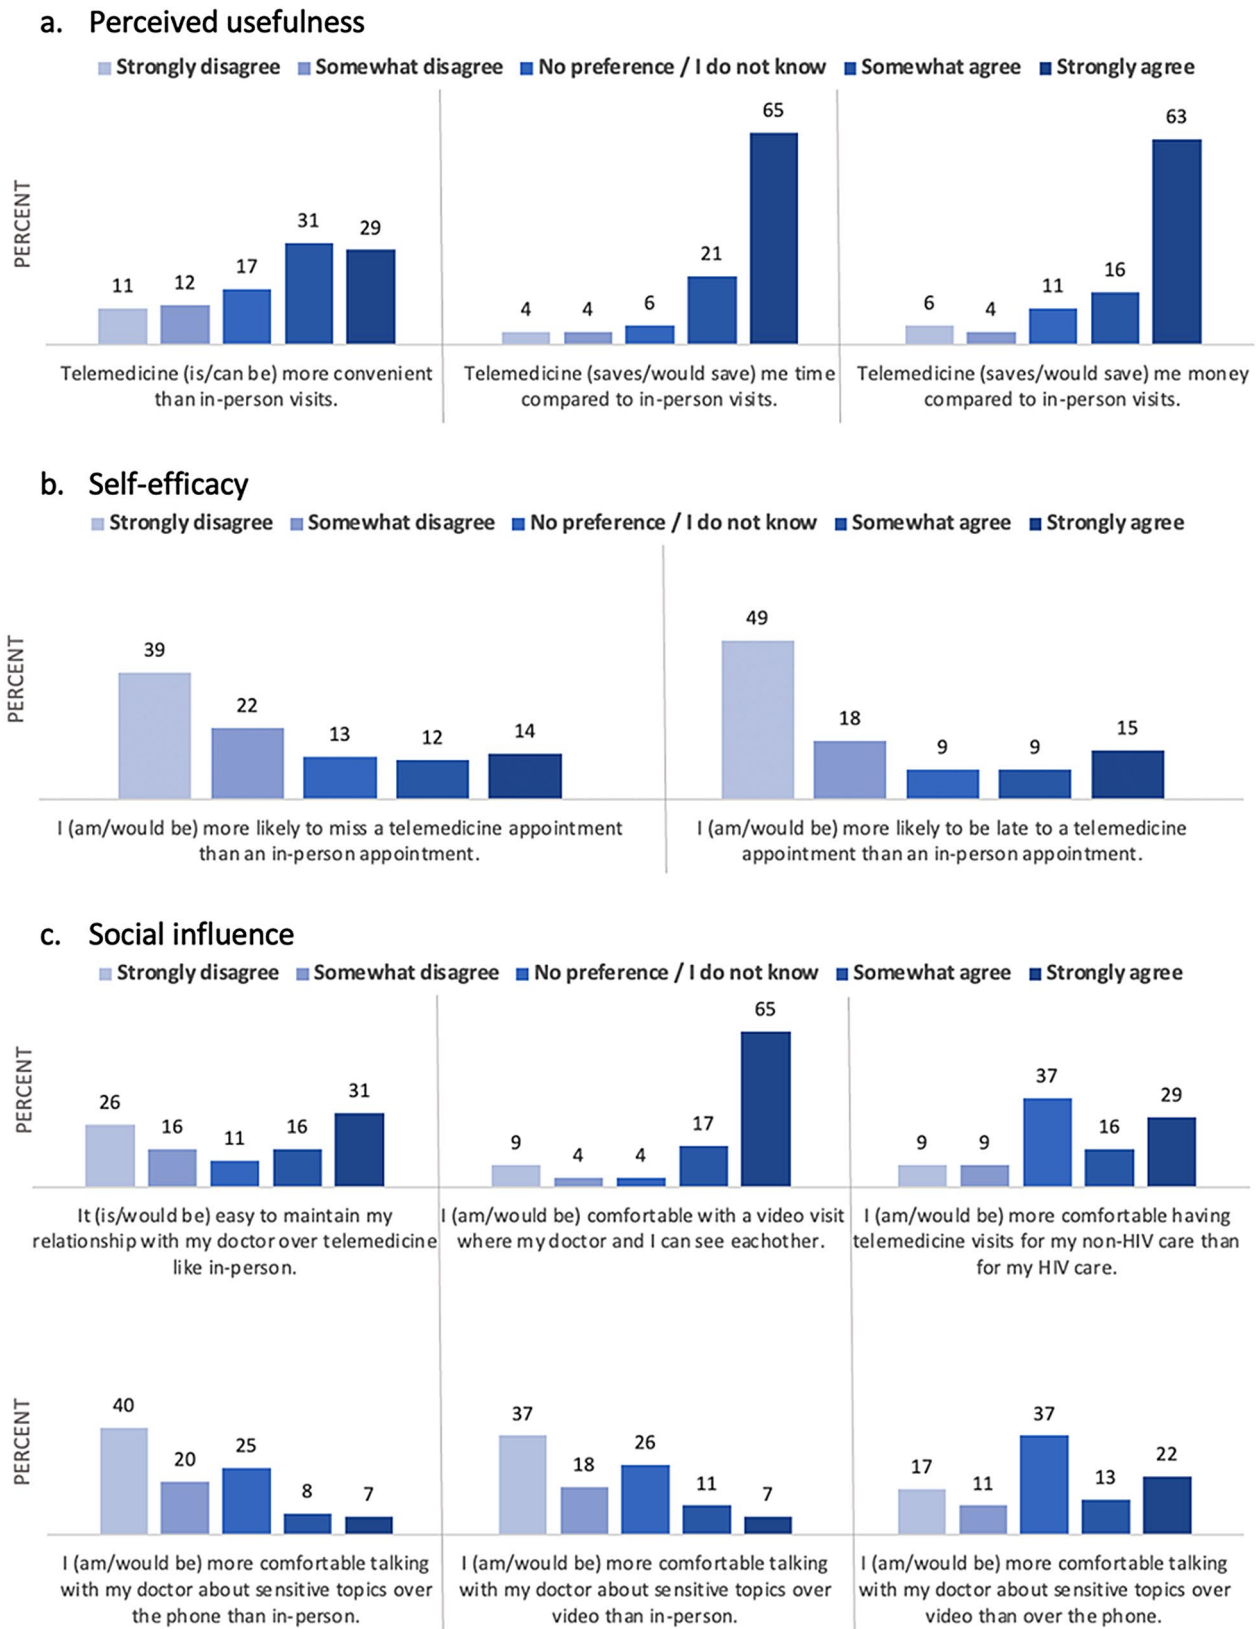 a. Perceived usefulness
Strongly disagree Somewhat disagree No preference / I do not know Somewhat agree Strongly agree
PERCENT
11 12 17 31 29
4 4 6 21 65
6 4 11 16 63
Telemedicine (is/can be) more convenient
than in-person visits.
Telemedicine (saves/would save) me time
compared to in-person visits.
Telemedicine (saves/would save) me money
compared to in-person visits.
b. Self-efficacy
Strongly disagree Somewhat disagree No preference / I do not know Somewhat agree Strongly agree
PERCENT
39 22 13 12 14
49 18 9 9 15
I (am/would be) more likely to miss a telemedicine appointment
than an in-person appointment.
I (am/would be) more likely to be late to a telemedicine
appointment than an in-person appointment.
c. Social influence
Strongly disagree Somewhat disagree No preference / I do not know Somewhat agree Strongly agree
PERCENT
26 16 11 16 31
9 4 4 17 65
9 9 37 16 29
It (is/would be) easy to maintain my
relationship with my doctor over telemedicine
like in-person.
I (am/would be) comfortable with a video visit
where my doctor and I can see eachother.
I (am/would be) more comfortable having
telemedicine visits for my non-HIV care than
for my HIV care.
PERCENT
40 20 25 8 7
37 18 26 11 7
17 11 37 13 22
I (am/would be) more comfortable talking
with my doctor about sensitive topics over
the phone than in-person.
I (am/would be) more comfortable talking
with my doctor about sensitive topics over
video than in-person.
I (am/would be) more comfortable talking
with my doctor about sensitive topics over
video than over the phone.